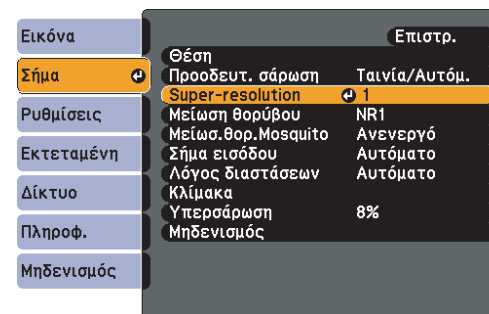 Εικόνα
Σήμα
Ρυθμίσεις
Εκτεταμένη
Δίκτυο
Πληροφ.
Μηδενισμός
Επιστρ.
Θέση
Προοδευτ. σάρωση Ταινία/Αυτόμ.
Super-resolution 1
Μείωση θορύβου NR1
Μείωσ.θορ.Mosquito Ανενεργό
Σήμα εισόδου Αυτόματο
Λόγος διαστάσεων Αυτόματο
Κλίμακα
Υπερσάρωση 8%
Μηδενισμός